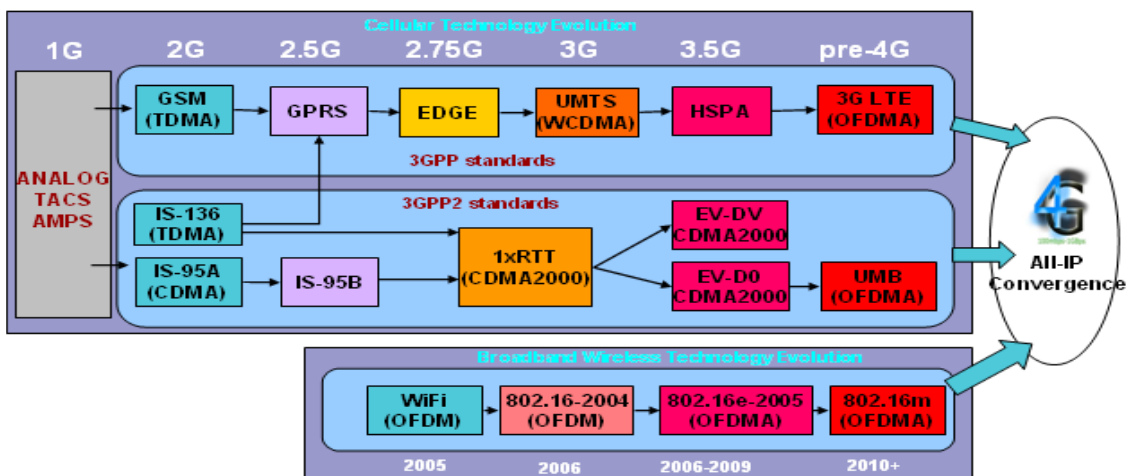 Cellular Technology Evolution
1G 2G 2.5G 2.75G 3G 3.5G pre-4G
ANALOG
TACS
AMPS
GSM
(TDMA)
GPRS
EDGE
UMTS
(WCDMA)
HSPA
3G LTE
(OFDMA)
3GPP standards
3GPP2 standards
IS-136
(TDMA)
IS-95A
(CDMA)
IS-95B
1xRTT
(CDMA2000)
EV-DV
CDMA2000
EV-D0
CDMA2000
UMB
(OFDMA)
4G
All-IP
Convergence
Broadband Wireless Technology Evolution
WiFi
(OFDM)
802.16-2004
(OFDM)
802.16e-2005
(OFDMA)
802.16m
(OFDMA)
2005 2006 2006-2009 2010+